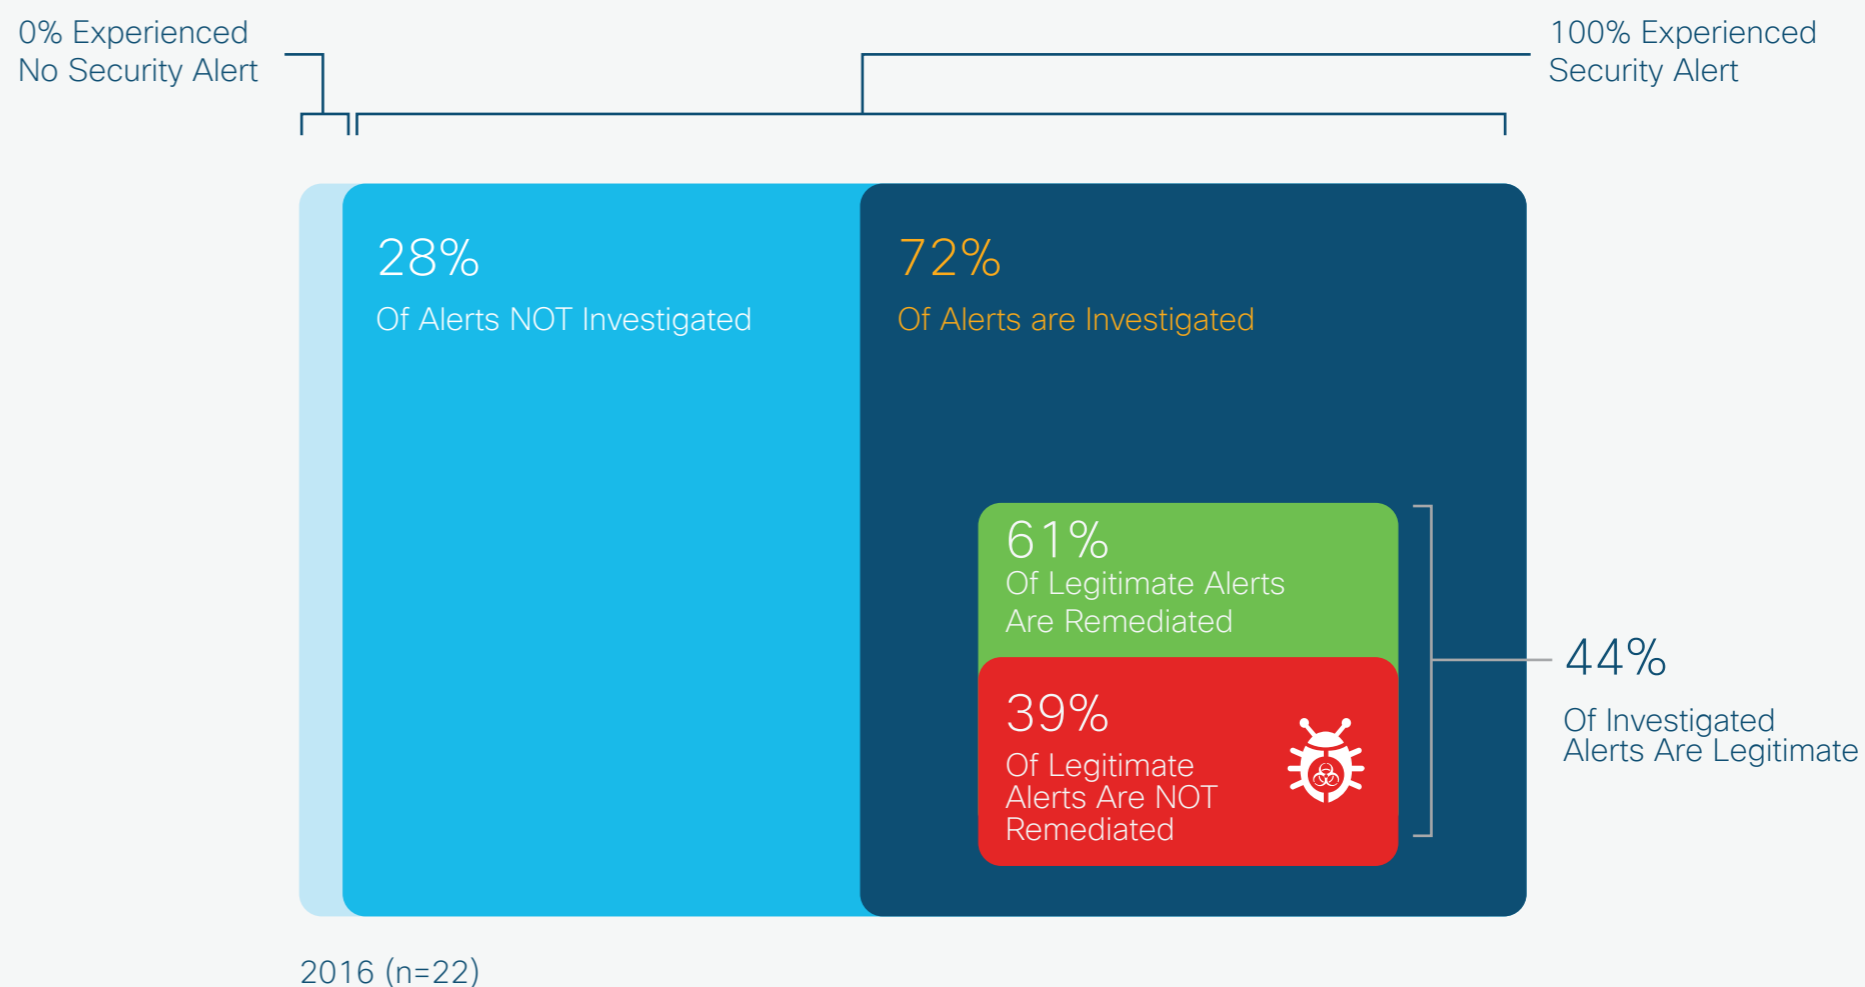 0% Experienced
No Security Alert
100% Experienced
Security Alert
28%
Of Alerts NOT Investigated
72%
Of Alerts are Investigated
61%
Of Legitimate Alerts
Are Remediated
39%
Of Legitimate
Alerts Are NOT
Remediated
44%
Of Investigated
Alerts Are Legitimate
2016 (n=22)